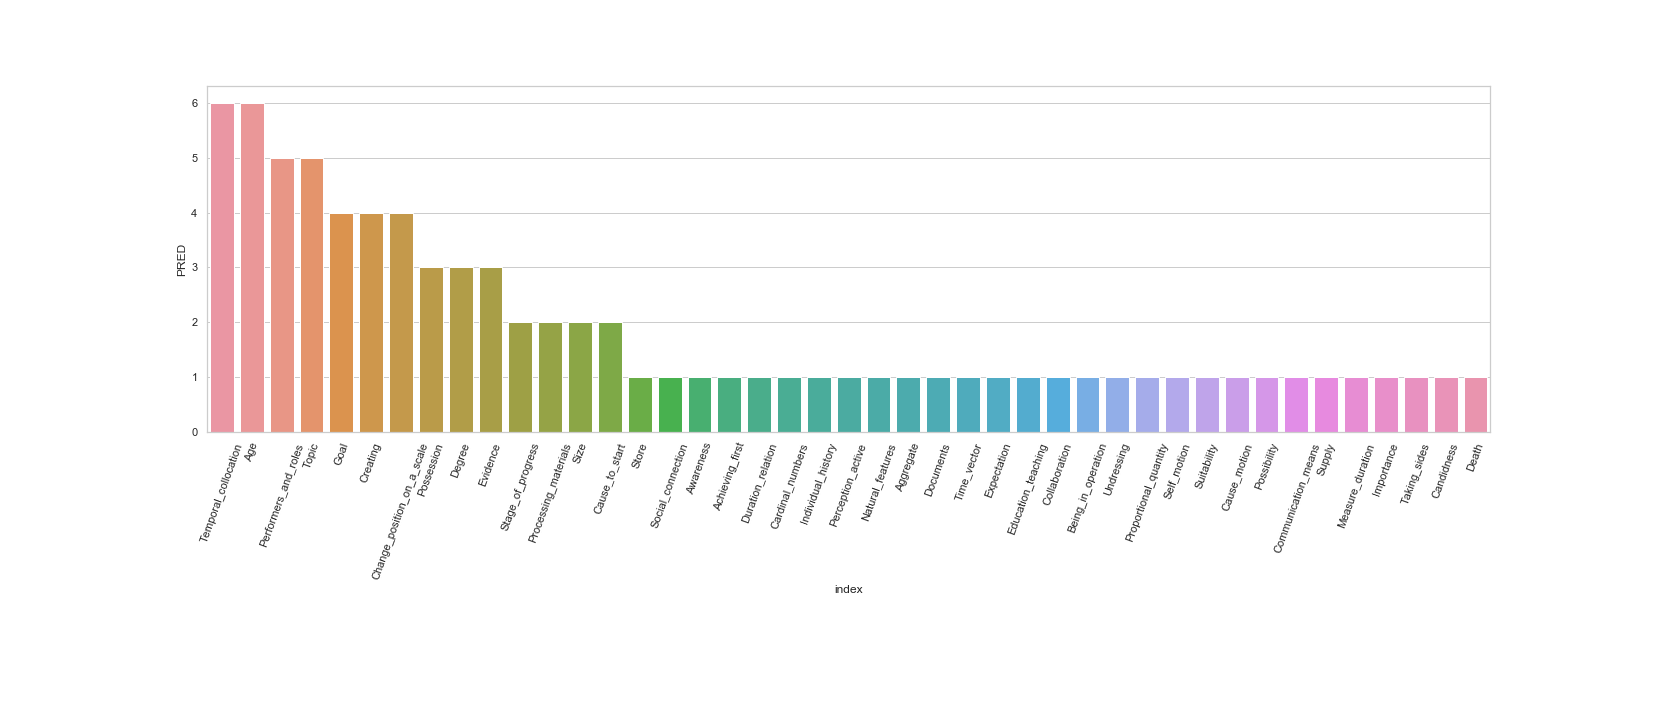 6
5
4
3
2
1
0
PRED
Temporal_collocation
Age
Performers_and_roles
Topic
Goal
Creating
Change_position_on_a_scale
Possession
Degree
Evidence
Stage_of_progress
Processing_materials
Size
Cause_to_start
Store
Social_connection
Awareness
Achieving_first
Duration_relation
Cardinal_numbers
Individual_history
Perception_active
Natural_features
Aggregate
Documents
Time_vector
Expectation
Education_teaching
Collaboration
Being_in_operation
Undressing
Proportional_quantity
Self_motion
Suitability
Cause_motion
Possibility
Communication_means
Supply
Measure_duration
Importance
Taking_sides
Candidness
Death
index